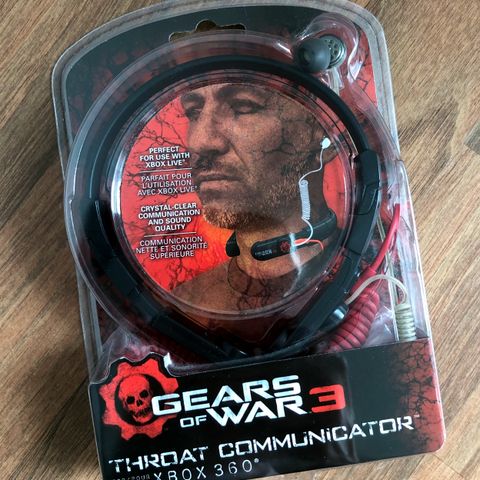 PERFECT
FOR USE WITH
XBOX LIVE®
PARFAIT POUR
L'UTILISATION
AVEC XBOX LIVE®
CRYSTAL-CLEAR
COMMUNICATION
AND SOUND
QUALITY
COMMUNICATION
NETTE ET SONORITÉ
SUPÉRIEURE
GEARS
OF WAR 3
THROAT COMMUNICATOR™
XBOX 360®